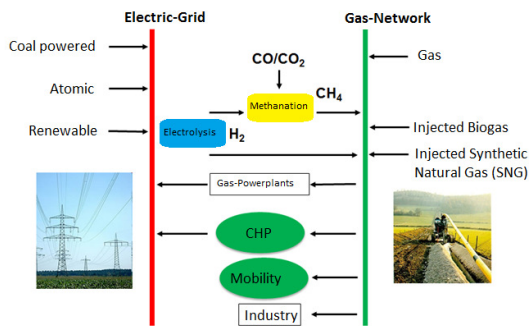 Electric-Grid
Gas-Network
Coal powered
CO/CO₂
Gas
Atomic
Methanation
CH₄
Renewable
Electrolysis
H₂
Injected Biogas
Injected Synthetic
Natural Gas (SNG)
Gas-Powerplants
CHP
Mobility
Industry